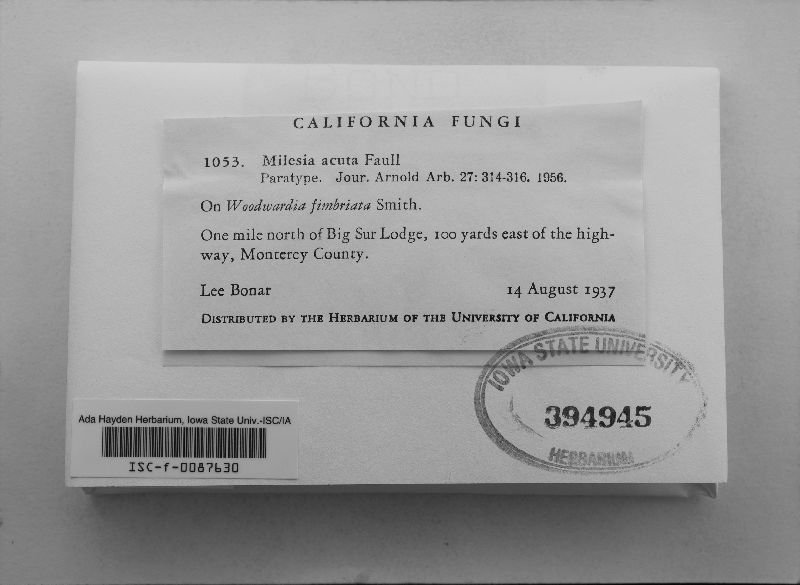 CALIFORNIA FUNGI
1053. Milesia acuta Faull
Paratype. Jour. Arnold Arb. 27: 314-316. 1956.
On Woodwardia fimbriata Smith.
One mile north of Big Sur Lodge, 100 yards east of the high-
way, Monterey County.
Lee Bonar 14 August 1937
DISTRIBUTED BY THE HERBARIUM OF THE UNIVERSITY OF CALIFORNIA
IOWA STATE UNIVERSITY
394945
HERBARIUM
Ada Hayden Herbarium, Iowa State Univ.-ISC/IA
ISC-f-0087630